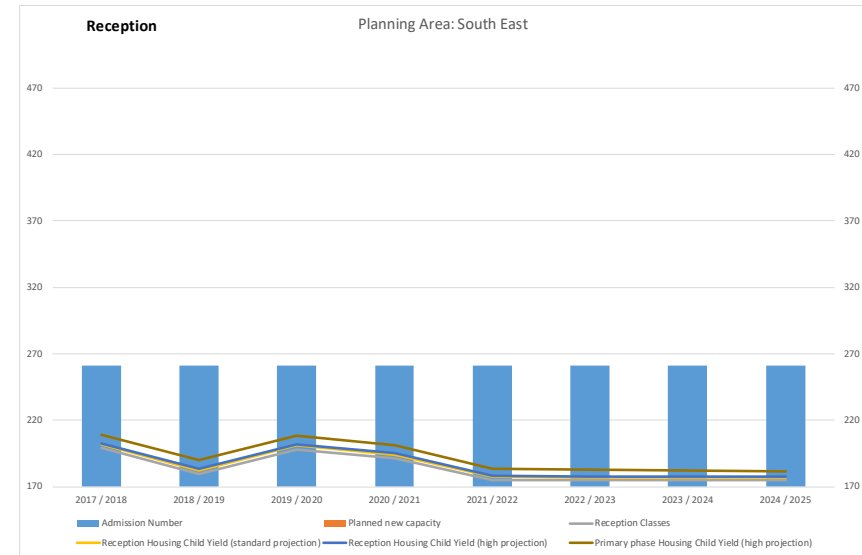 Reception
Planning Area: South East
470 470
420 420
370 370
320 320
270 270
220 220
170 170
2017 / 2018 2018 / 2019 2019 / 2020 2020 / 2021 2021 / 2022 2022 / 2023 2023 / 2024 2024 / 2025
Admission Number Planned new capacity Reception Classes
Reception Housing Child Yield (standard projection) Reception Housing Child Yield (high projection) Primary phase Housing Child Yield (high projection)